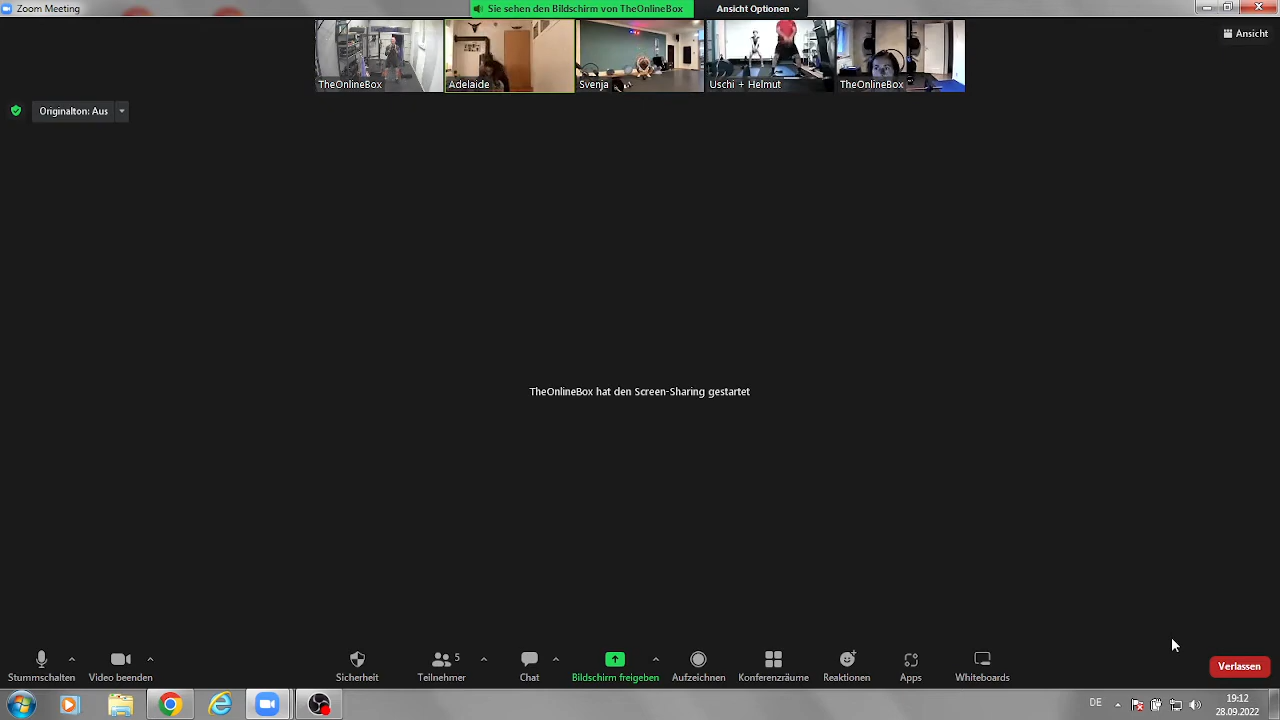 Zoom Meeting
Sie sehen den Bildschirm von TheOnlineBox
Ansicht Optionen
Ansicht
TheOnlineBox
Adelaide
Svenja
Uschi + Helmut
TheOnlineBox
Originalton: Aus
TheOnlineBox hat den Screen-Sharing gestartet
5
Stummschalten
Video beenden
Sicherheit
Teilnehmer
Chat
Bildschirm freigeben
Aufzeichnen
Konferenzräume
Reaktionen
Apps
Whiteboards
Verlassen
DE
19:12
28.09.2022